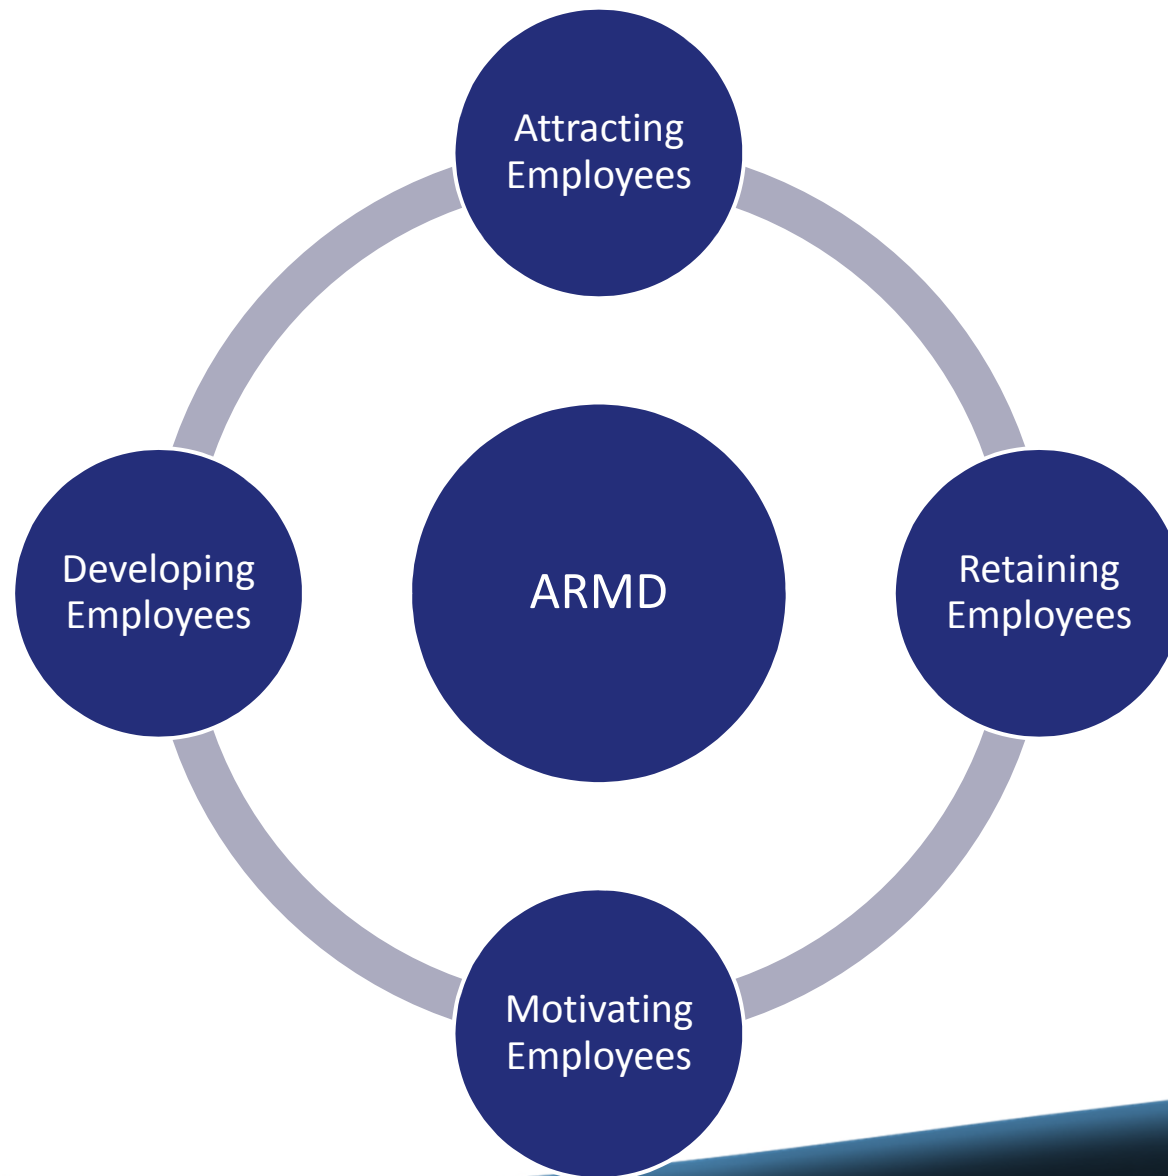 Attracting
Employees
Developing
Employees
ARMD
Retaining
Employees
Motivating
Employees